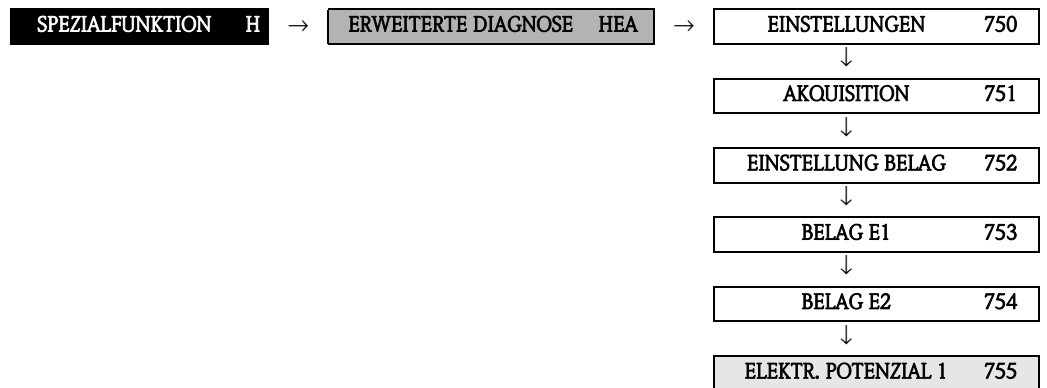 SPEZIALFUNKTION H → ERWEITERTE DIAGNOSE HEA → EINSTELLUNGEN 750
↓
AKQUISITION 751
↓
EINSTELLUNG BELAG 752
↓
BELAG E1 753
↓
BELAG E2 754
↓
ELEKTR. POTENZIAL 1 755